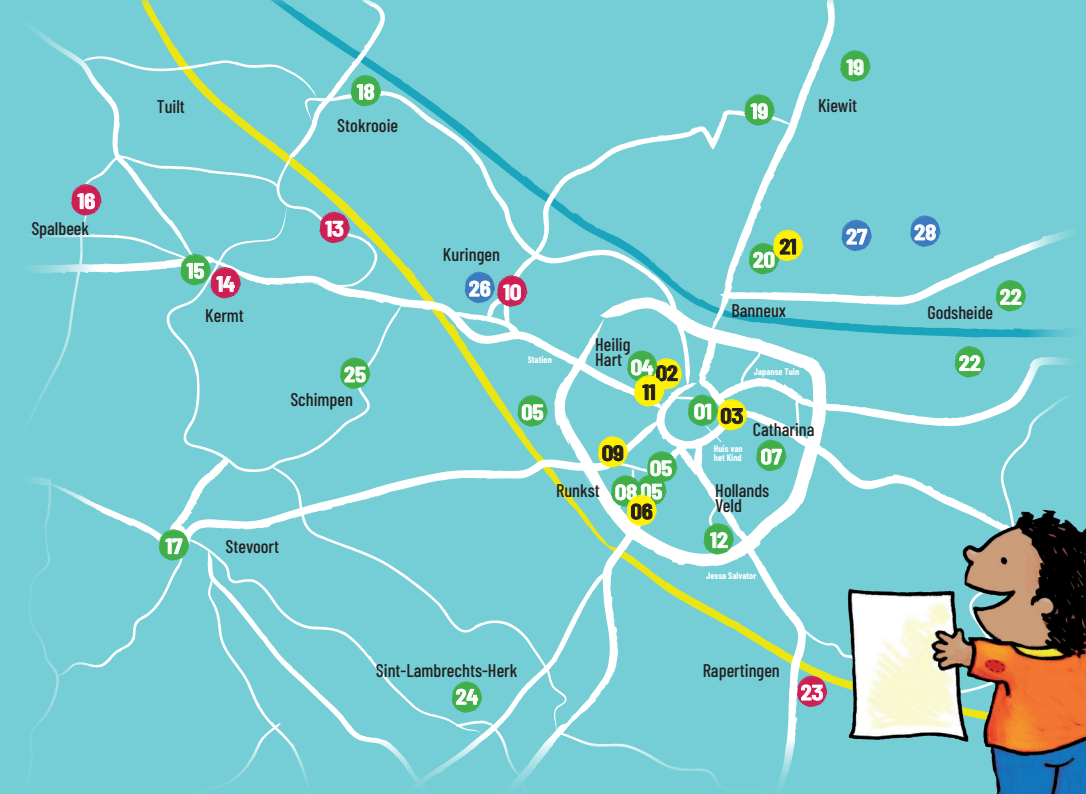 19
18
Kiewit
Tuilt
19
Stokrooie
16
Spalbeek
13
21
27
28
20
Kuringen
15
14
26
10
22
Kermt
Banneux
Godsheide
Station
Heilig
Hart
04
02
22
Japanse Tuin
25
11
Schimpen
05
01
03
Catharina
09
Huis van
het Kind
07
05
Runkst
08
05
Hollands
Veld
06
17
Stevoort
12
Jessa Salvator
Sint-Lambrechts-Herk
Rapertingen
24
23